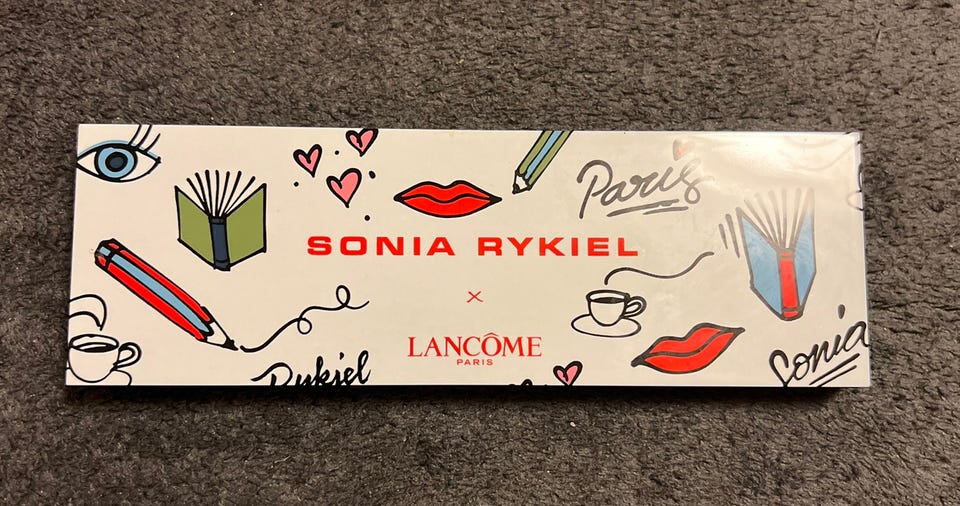 Paris
SONIA RYKIEL
×
LANCÔME
PARIS
Rykiel
Sonia